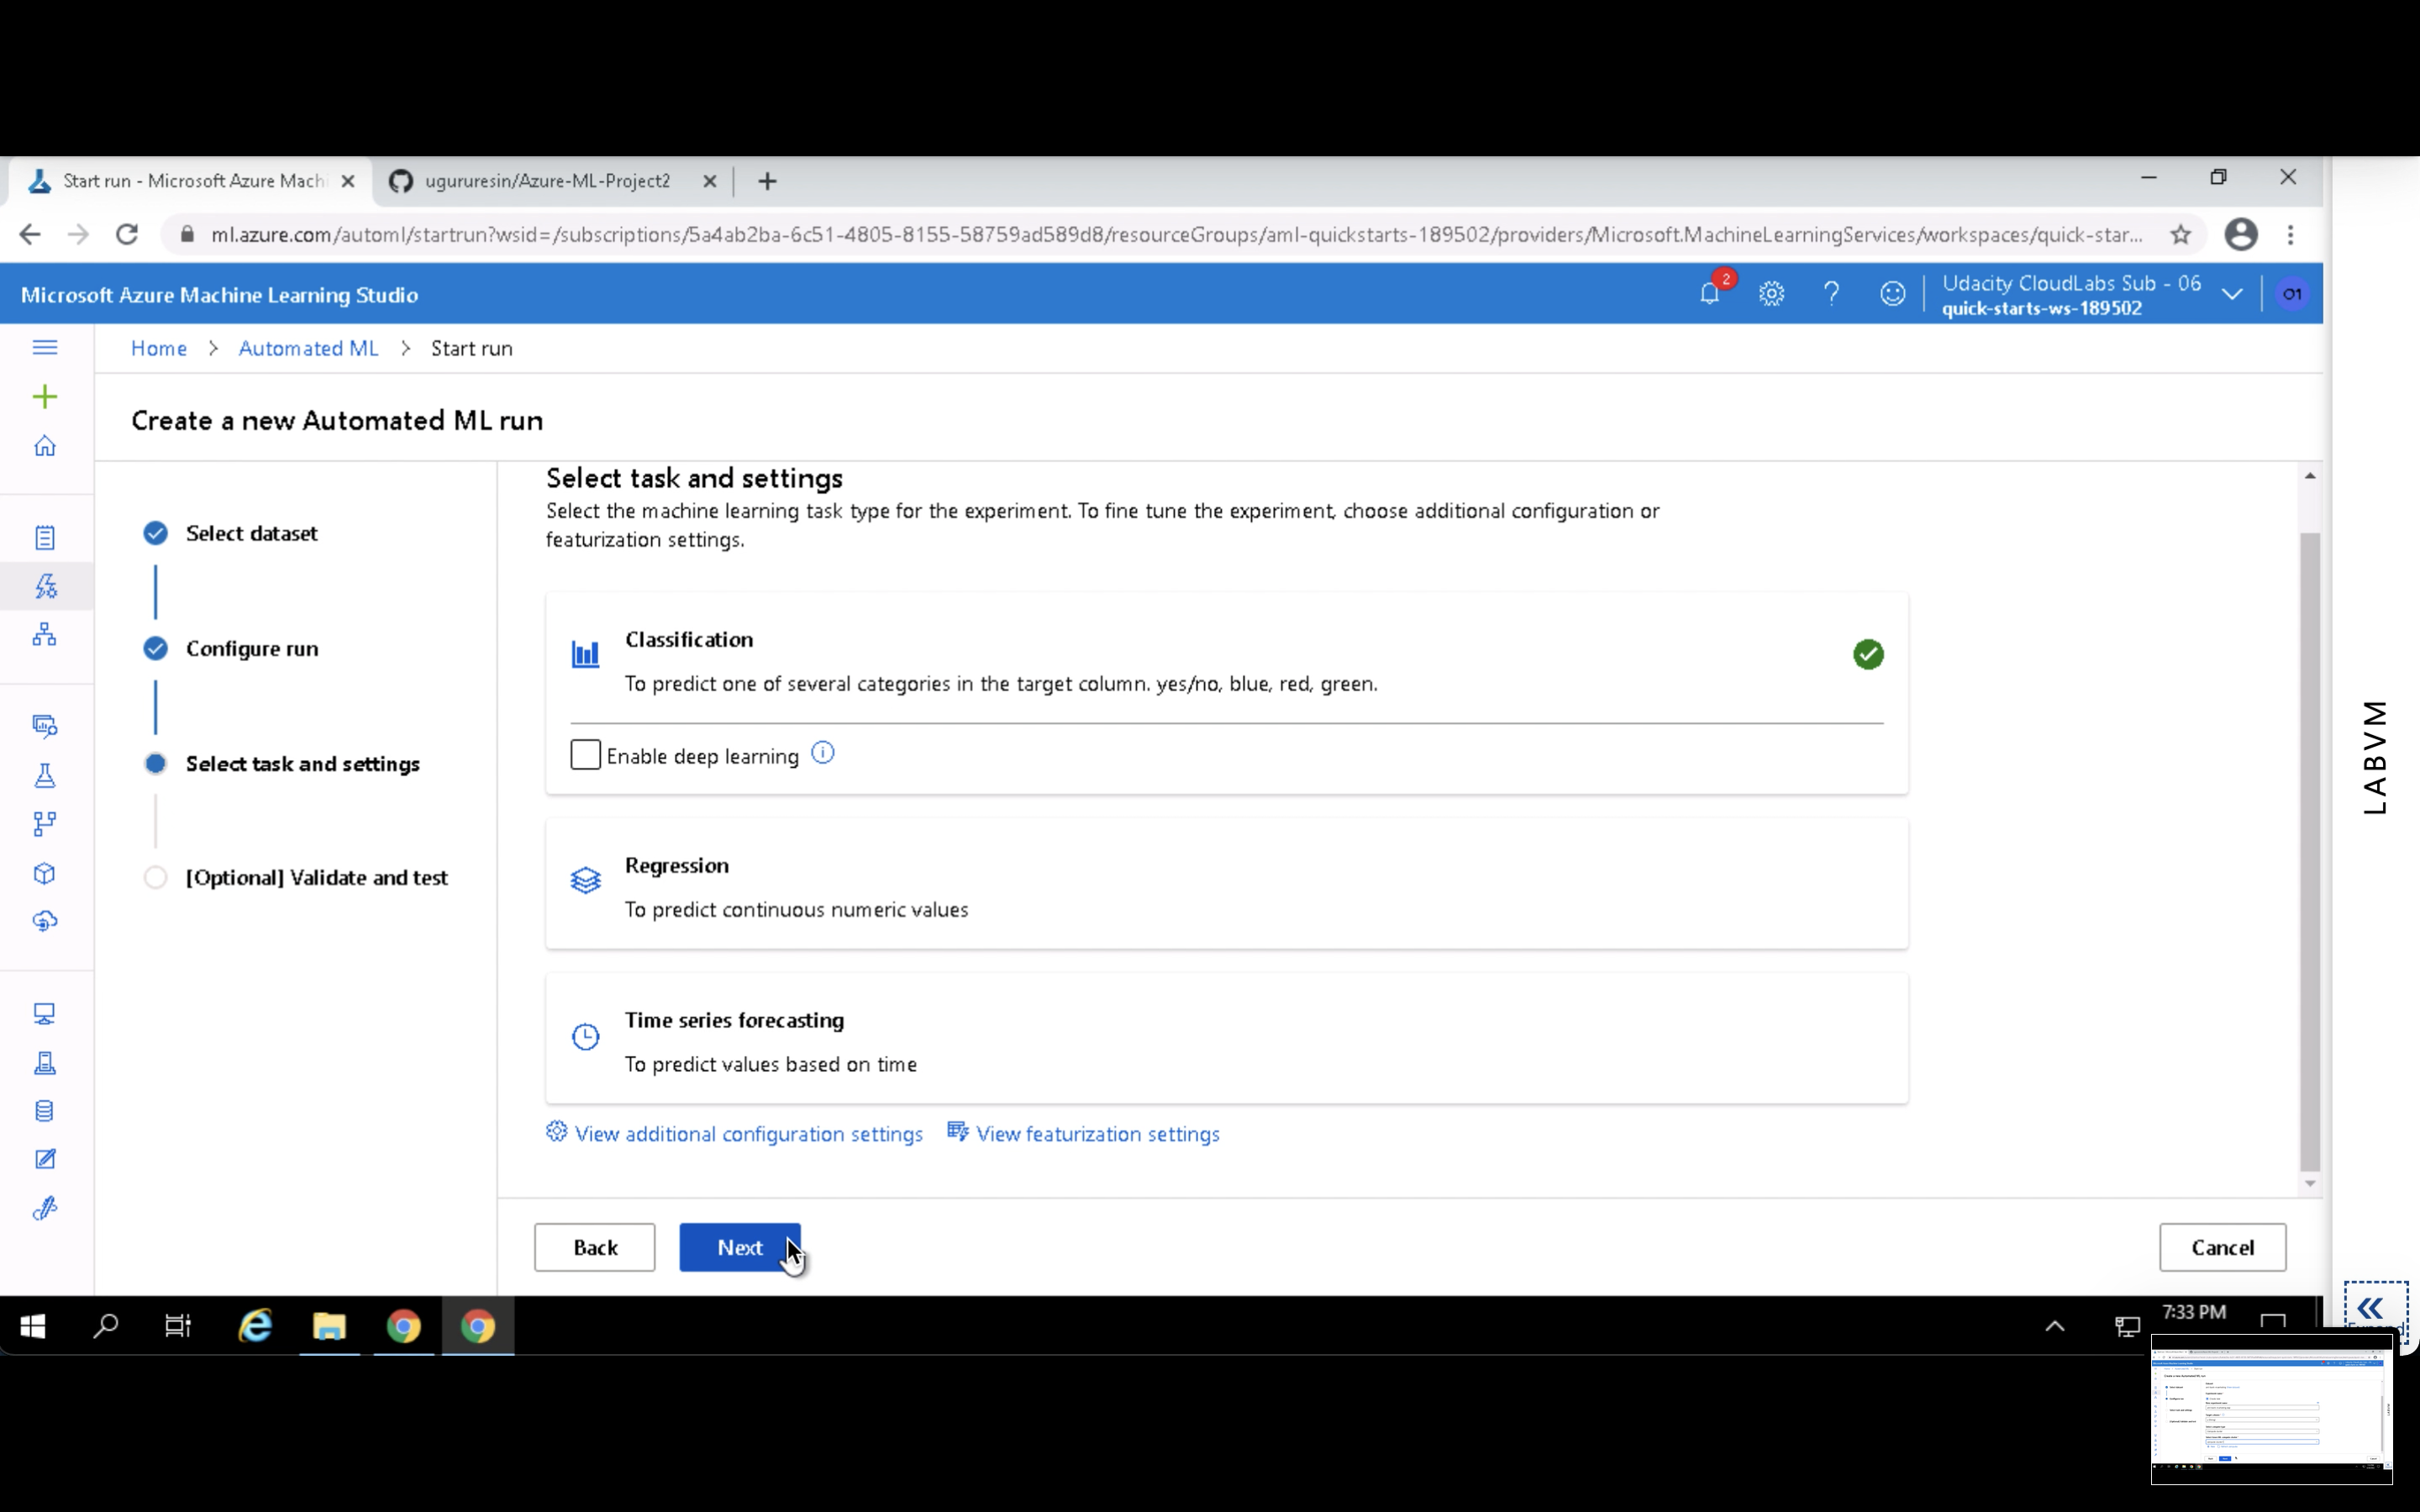 Start run - Microsoft Azure Mach
ugururesin/Azure-ML-Project2
ml.azure.com/automl/startrun?wsid=/subscriptions/5a4ab2ba-6c51-4805-8155-58759ad589d8/resourceGroups/aml-quickstarts-189502/providers/Microsoft.MachineLearningServices/workspaces/quick-star...
Microsoft Azure Machine Learning Studio
2
Udacity CloudLabs Sub - 06
quick-starts-ws-189502
O1
Home > Automated ML > Start run
Create a new Automated ML run
Select dataset
Configure run
Select task and settings
[Optional] Validate and test
Select task and settings
Select the machine learning task type for the experiment. To fine tune the experiment, choose additional configuration or
featurization settings.
Classification
To predict one of several categories in the target column. yes/no, blue, red, green.
Enable deep learning
Regression
To predict continuous numeric values
Time series forecasting
To predict values based on time
View additional configuration settings
View featurization settings
Back
Next
Cancel
LABVM
7:33 PM